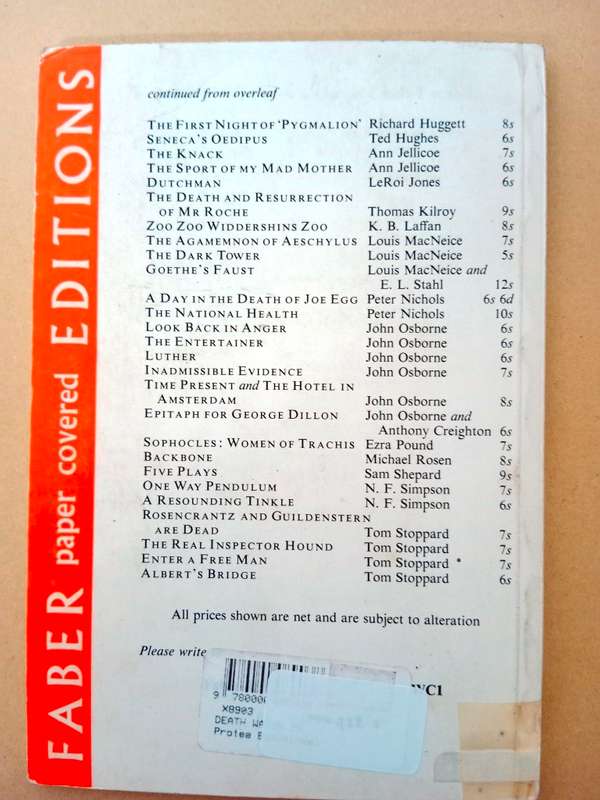 FABER paper covered EDITIONS
continued from overleaf
THE FIRST NIGHT OF 'PYGMALION' Richard Huggett 8s
SENECA'S OEDIPUS Ted Hughes 6s
THE KNACK Ann Jellicoe 7s
THE SPORT OF MY MAD MOTHER Ann Jellicoe 6s
DUTCHMAN LeRoi Jones 6s
THE DEATH AND RESURRECTION
OF MR ROCHE Thomas Kilroy 9s
ZOO ZOO WIDDERSHINS ZOO K. B. Laffan 8s
THE AGAMEMNON OF AESCHYLUS Louis MacNeice 7s
THE DARK TOWER Louis MacNeice 5s
GOETHE'S FAUST Louis MacNeice and
E. L. Stahl 12s
A DAY IN THE DEATH OF JOE EGG Peter Nichols 6s 6d
THE NATIONAL HEALTH Peter Nichols 10s
LOOK BACK IN ANGER John Osborne 6s
THE ENTERTAINER John Osborne 6s
LUTHER John Osborne 6s
INADMISSIBLE EVIDENCE John Osborne 7s
TIME PRESENT and THE HOTEL IN
AMSTERDAM John Osborne 8s
EPITAPH FOR GEORGE DILLON John Osborne and
Anthony Creighton 6s
SOPHOCLES: WOMEN OF TRACHIS Ezra Pound 7s
BACKBONE Michael Rosen 8s
FIVE PLAYS Sam Shepard 9s
ONE WAY PENDULUM N. F. Simpson 7s
A RESOUNDING TINKLE N. F. Simpson 6s
ROSENCRANTZ AND GUILDENSTERN
ARE DEAD Tom Stoppard 7s
THE REAL INSPECTOR HOUND Tom Stoppard 7s
ENTER A FREE MAN Tom Stoppard 7s
ALBERT'S BRIDGE Tom Stoppard 6s
All prices shown are net and are subject to alteration
Please write
WC1
9 78000
X8903
DEATH WA
Protea B